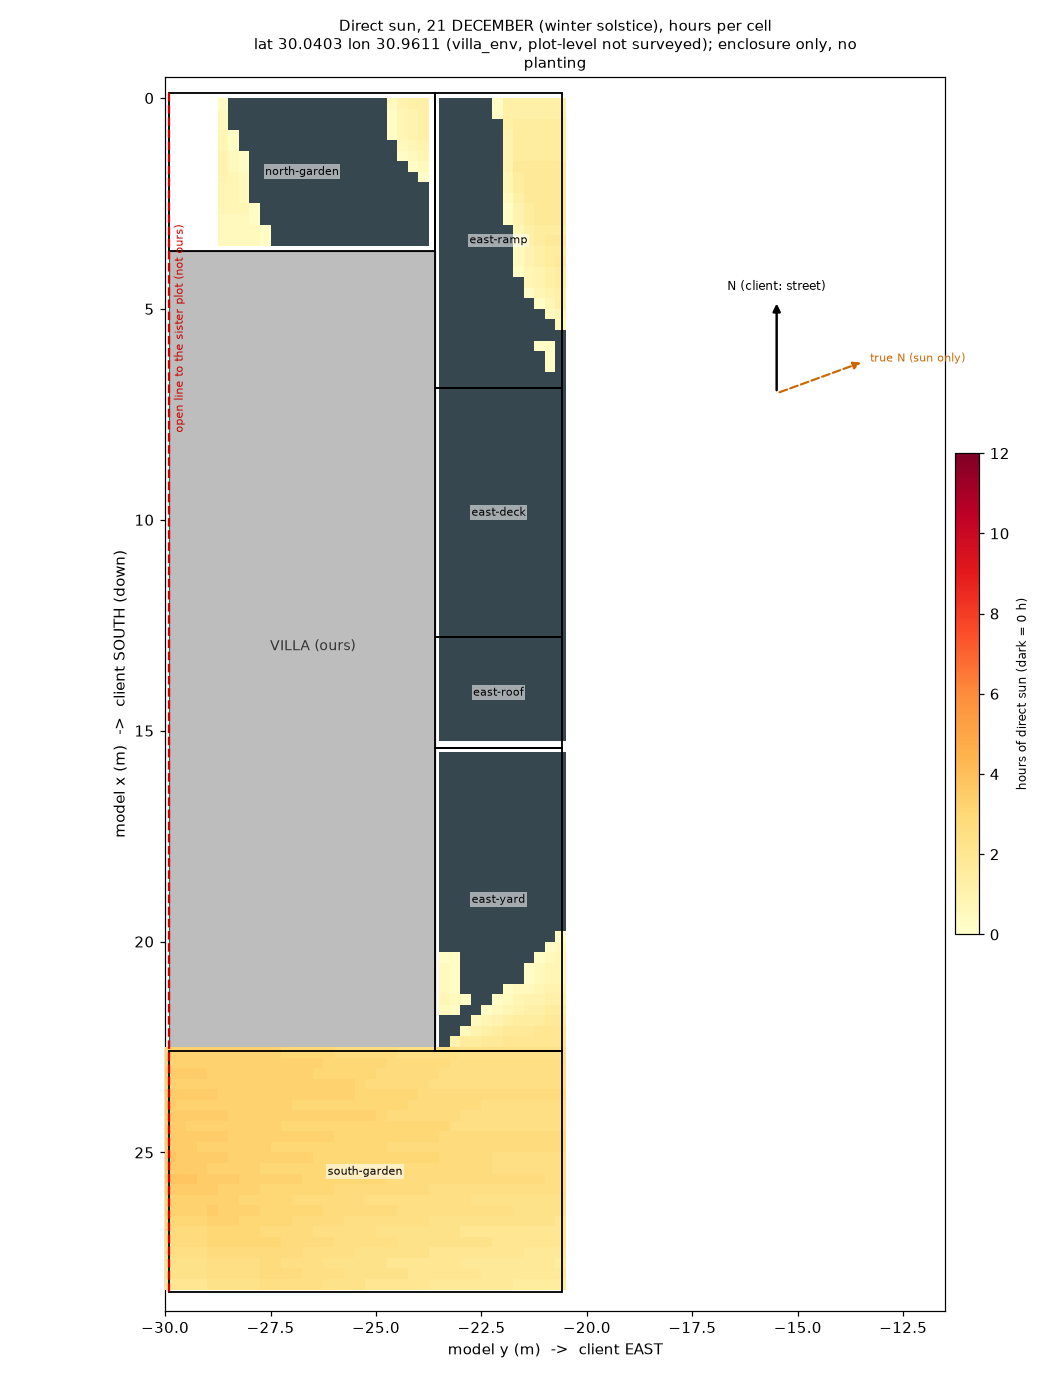 Direct sun, 21 DECEMBER (winter solstice), hours per cell
lat 30.0403 lon 30.9611 (villa_env, plot-level not surveyed); enclosure only, no
planting
0
5
10
15
20
25
model x (m)  ->  client SOUTH (down)
north-garden
open line to the sister plot (not ours)
east-ramp
east-deck
VILLA (ours)
east-roof
east-yard
south-garden
N (client: street)
true N (sun only)
12
10
8
6
4
2
0
hours of direct sun (dark = 0 h)
−30.0
−27.5
−25.0
−22.5
−20.0
−17.5
−15.0
−12.5
model y (m)  ->  client EAST